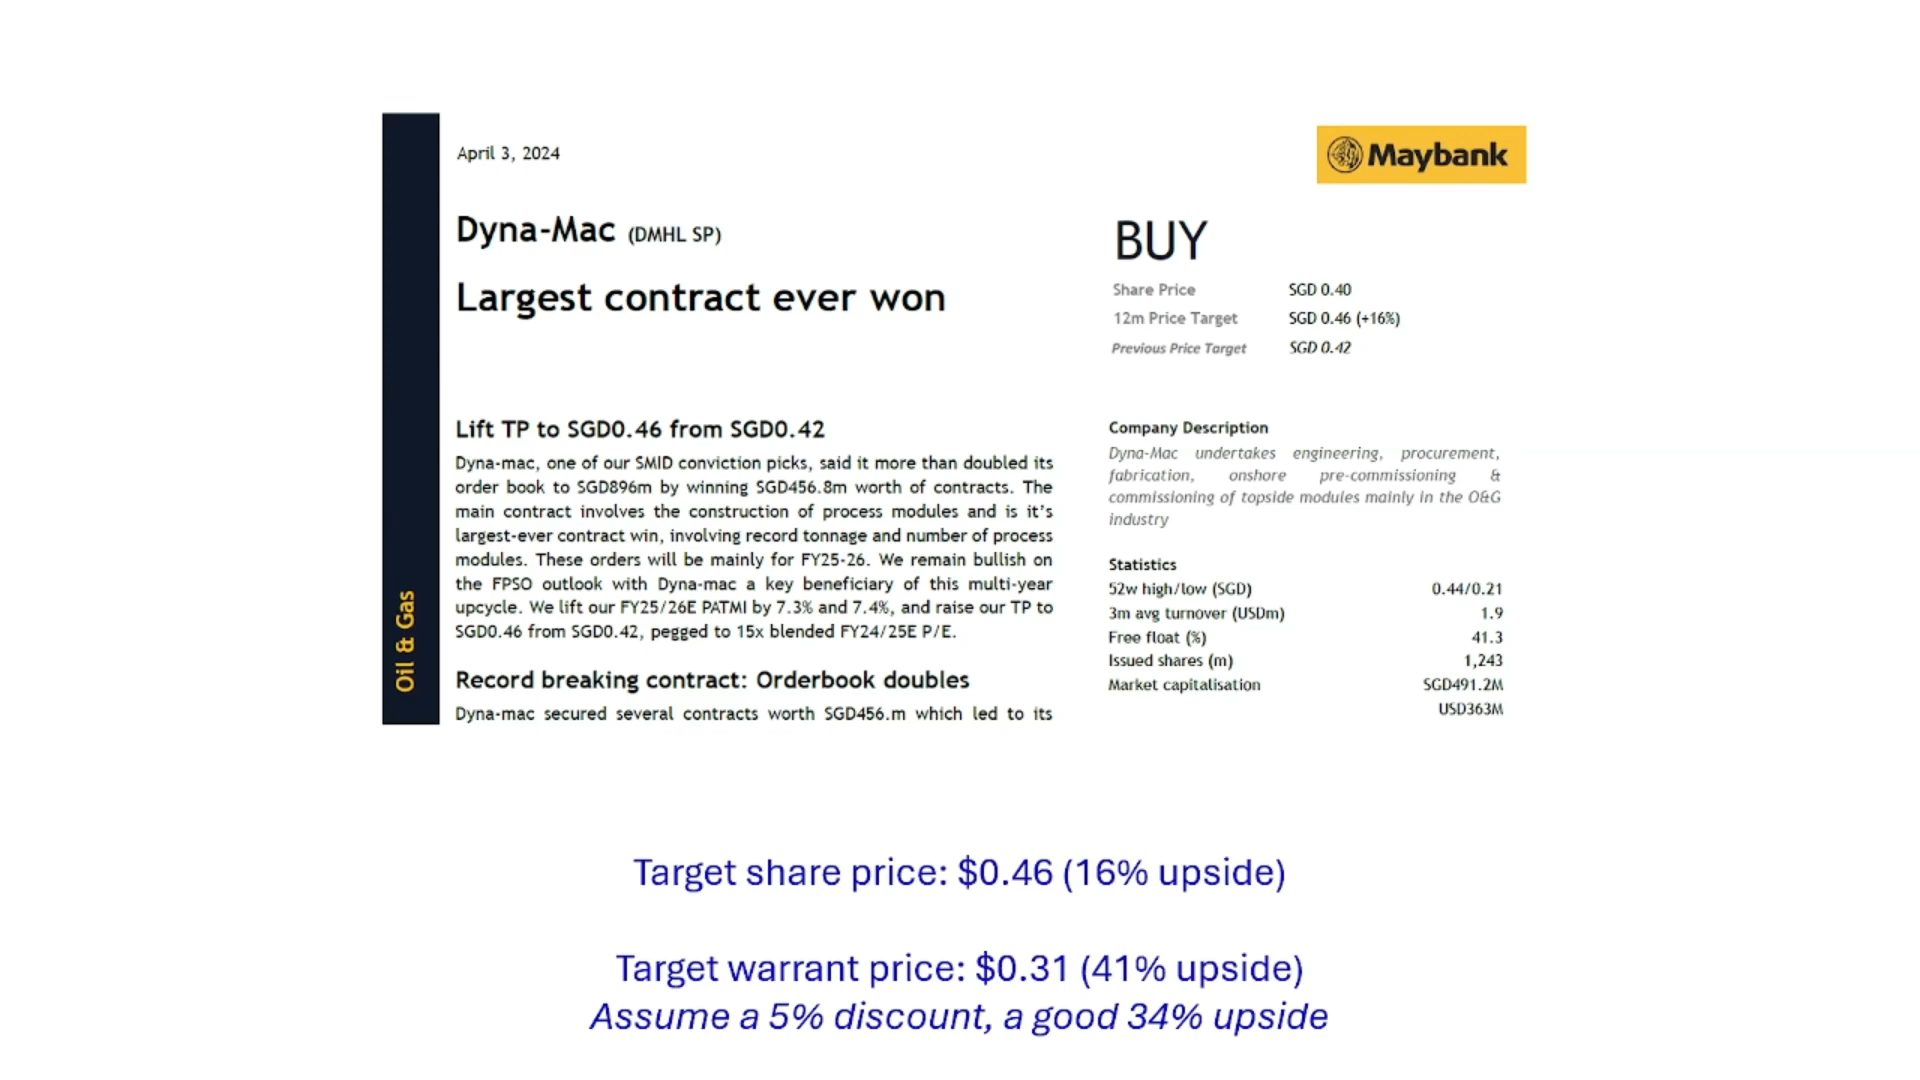 April 3, 2024
Maybank
Dyna-Mac (DMHL SP)
Largest contract ever won
BUY
Share Price SGD 0.40
12m Price Target SGD 0.46 (+16%)
Previous Price Target SGD 0.42
Lift TP to SGD0.46 from SGD0.42
Dyna-mac, one of our SMID conviction picks, said it more than doubled its
order book to SGD896m by winning SGD456.8m worth of contracts. The
main contract involves the construction of process modules and is it's
largest-ever contract win, involving record tonnage and number of process
modules. These orders will be mainly for FY25-26. We remain bullish on
the FPSO outlook with Dyna-mac a key beneficiary of this multi-year
upcycle. We lift our FY25/26E PATMI by 7.3% and 7.4%, and raise our TP to
SGD0.46 from SGD0.42, pegged to 15x blended FY24/25E P/E.
Record breaking contract: Orderbook doubles
Dyna-mac secured several contracts worth SGD456.m which led to its
Company Description
Dyna-Mac undertakes engineering, procurement,
fabrication, onshore pre-commissioning &
commissioning of topside modules mainly in the O&G
industry
Statistics
52w high/low (SGD) 0.44/0.21
3m avg turnover (USDm) 1.9
Free float (%) 41.3
Issued shares (m) 1,243
Market capitalisation SGD491.2M
USD363M
Oil & Gas
Target share price: $0.46 (16% upside)
Target warrant price: $0.31 (41% upside)
Assume a 5% discount, a good 34% upside